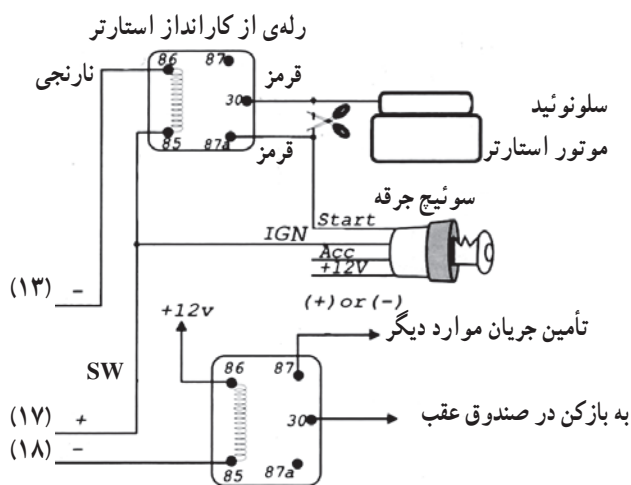 رله‌ی از کارانداز استارتر
86
87
نارنجی
قرمز
30
85
87a
قرمز
سلونوئید
موتور استارتر
سوئیچ جرقه
Start
IGN
Acc
+12V
(۱۳) -
+12v
(+) or (-)
تأمین جریان موارد دیگر
SW
86
87
30
به بازکن در صندوق عقب
(۱۷) +
(۱۸) -
85
87a